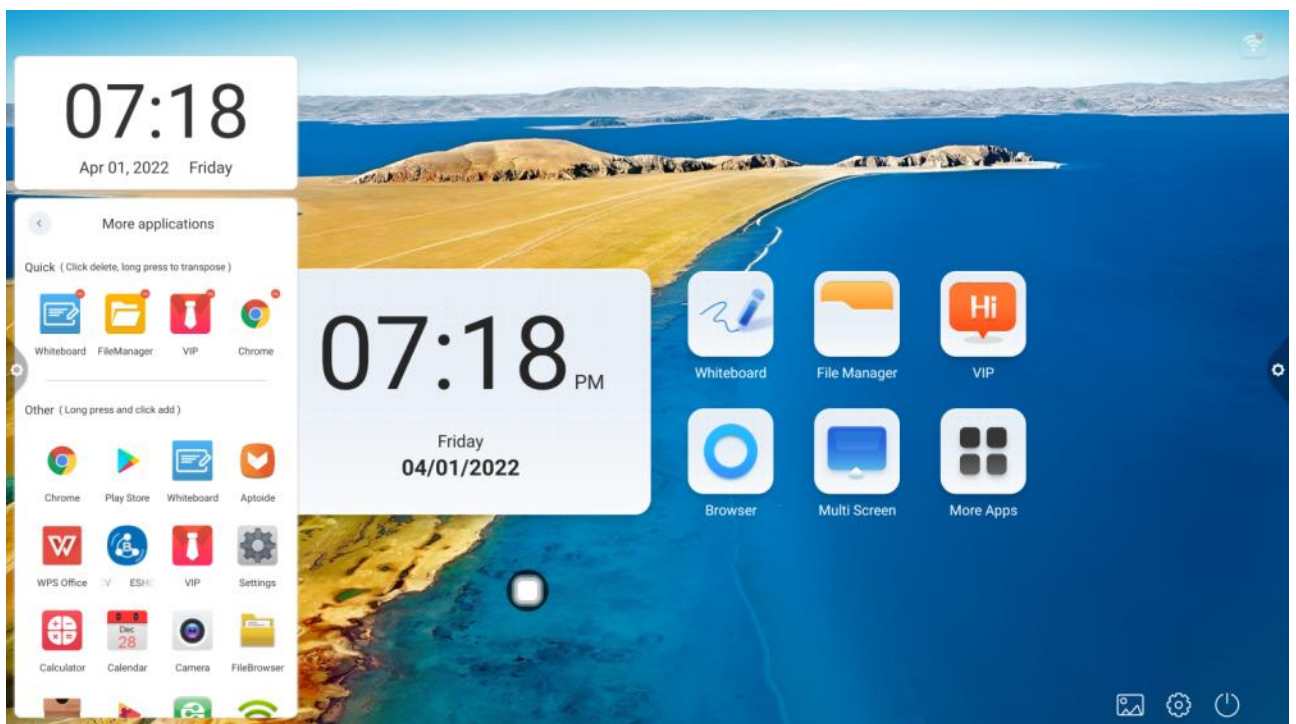 07:18
Apr 01, 2022 Friday
More applications
Quick ( Click delete, long press to transpose )
Whiteboard FileManager VIP Chrome
Other ( Long press and click add )
Chrome Play Store Whiteboard Aptoide
WPS Office ESH VIP Settings
Dec
28
Calculator Calendar Camera FileBrowser
07:18 PM
Friday
04/01/2022
Hi
Whiteboard File Manager VIP
Browser Multi Screen More Apps